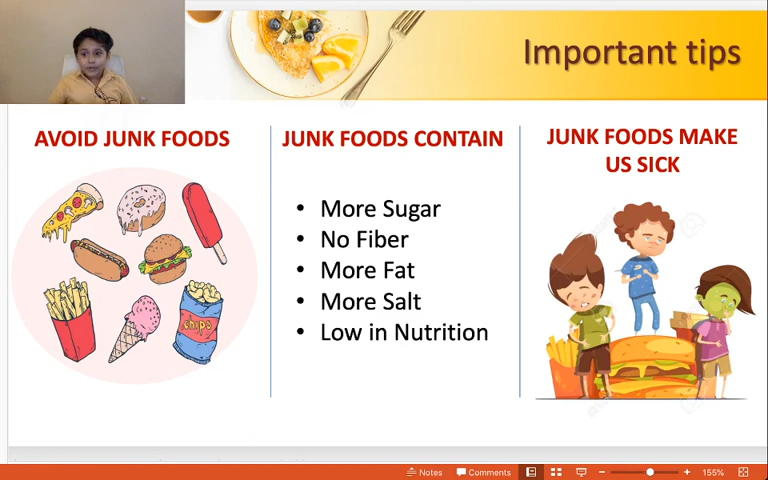 Important tips
AVOID JUNK FOODS
JUNK FOODS CONTAIN
• More Sugar
• No Fiber
• More Fat
• More Salt
• Low in Nutrition
JUNK FOODS MAKE
US SICK
chips
Notes
Comments
155%